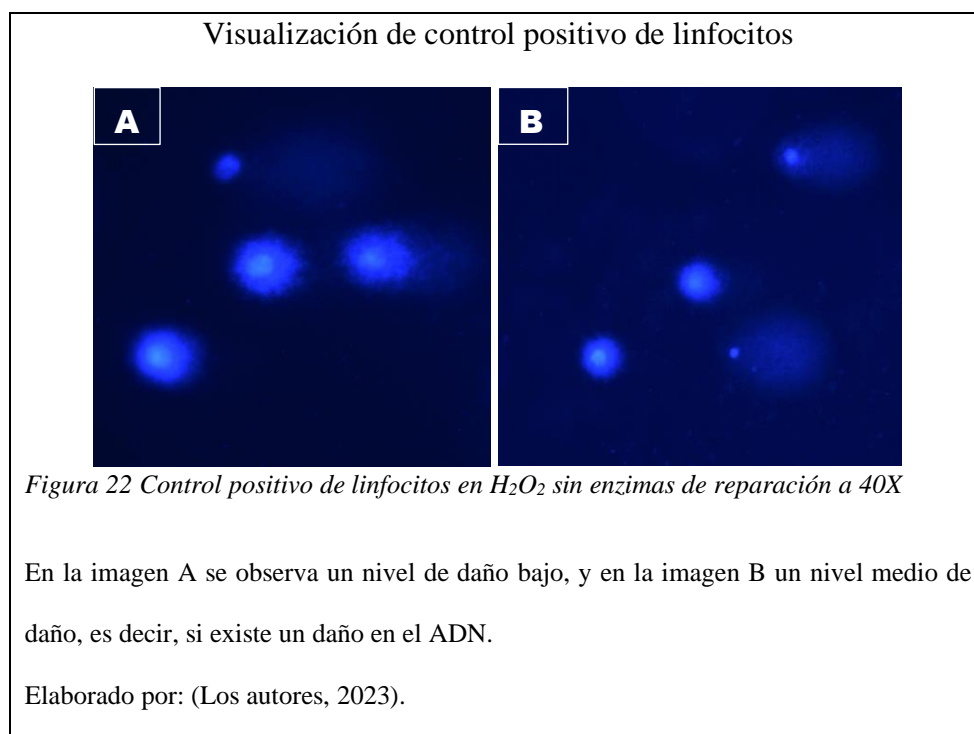 Visualización de control positivo de linfocitos
A
B
Figura 22 Control positivo de linfocitos en H₂O₂ sin enzimas de reparación a 40X
En la imagen A se observa un nivel de daño bajo, y en la imagen B un nivel medio de
daño, es decir, si existe un daño en el ADN.
Elaborado por: (Los autores, 2023).